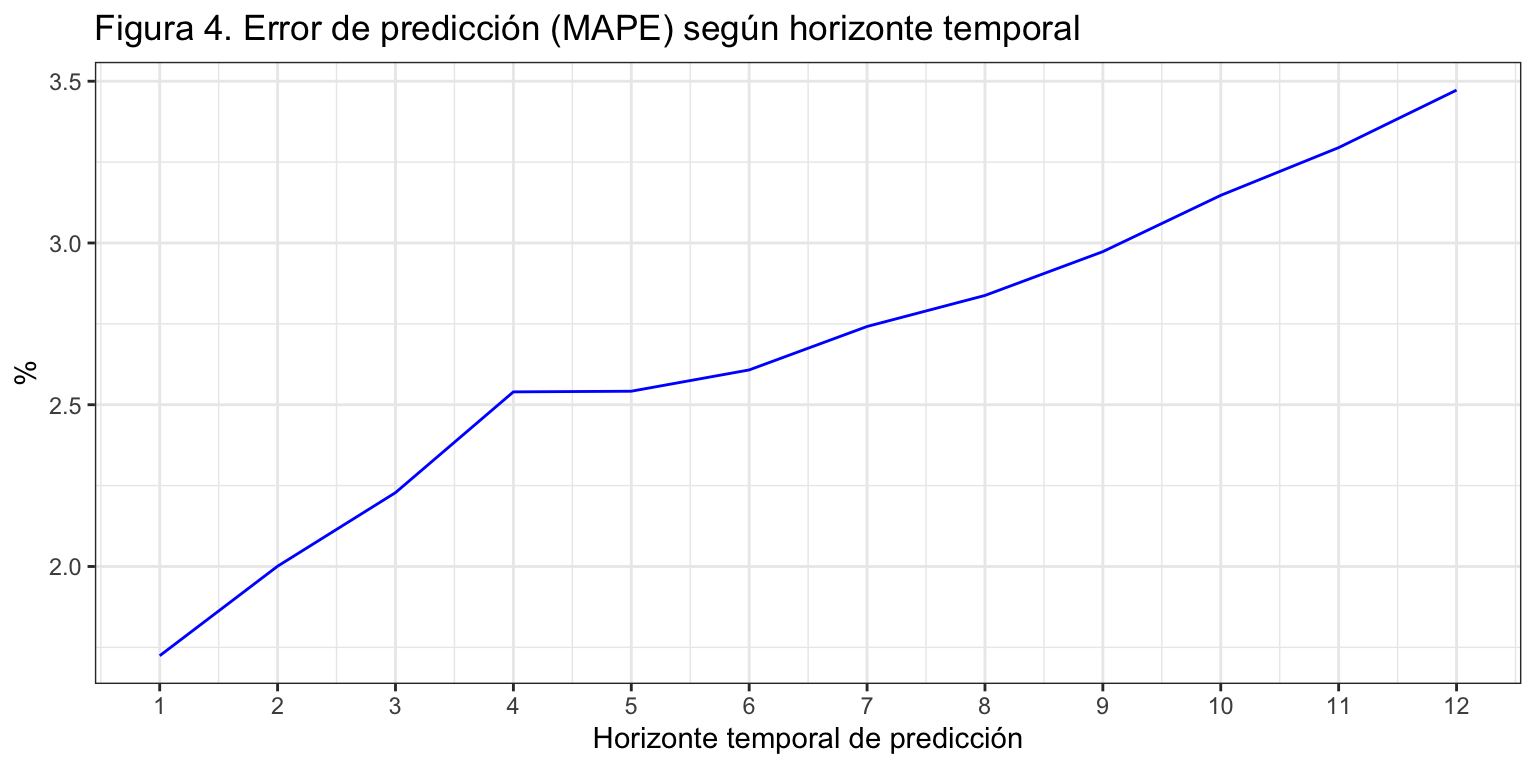 Figura 4. Error de predicción (MAPE) según horizonte temporal
3.5
3.0
2.5
2.0
%
1 2 3 4 5 6 7 8 9 10 11 12
Horizonte temporal de predicción